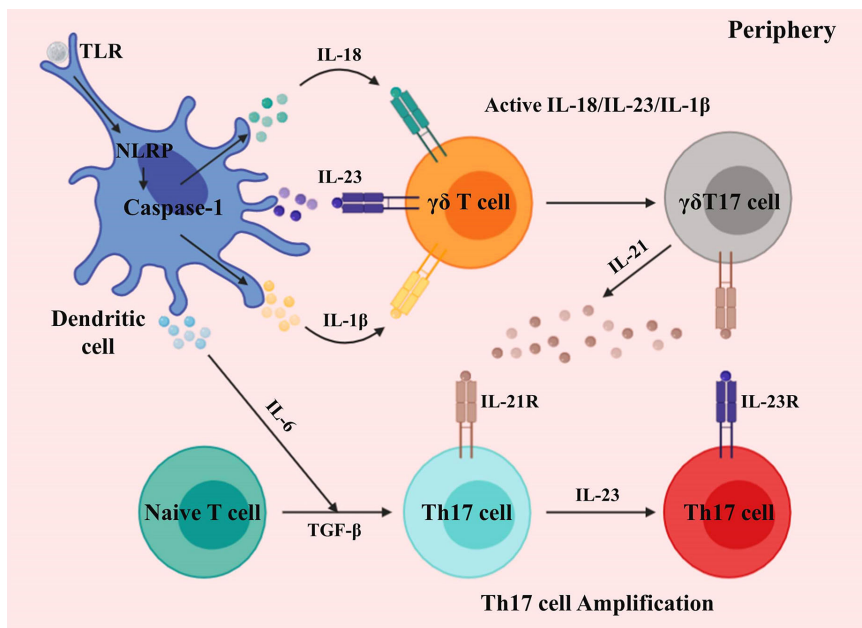 Periphery
TLR
IL-18
Active IL-18/IL-23/IL-1β
NLRP
IL-23
Caspase-1
γδ T cell
γδT17 cell
IL-21
IL-1β
Dendritic
cell
IL-21R
IL-23R
IL-6
Naive T cell
TGF-β
Th17 cell
IL-23
Th17 cell
Th17 cell Amplification